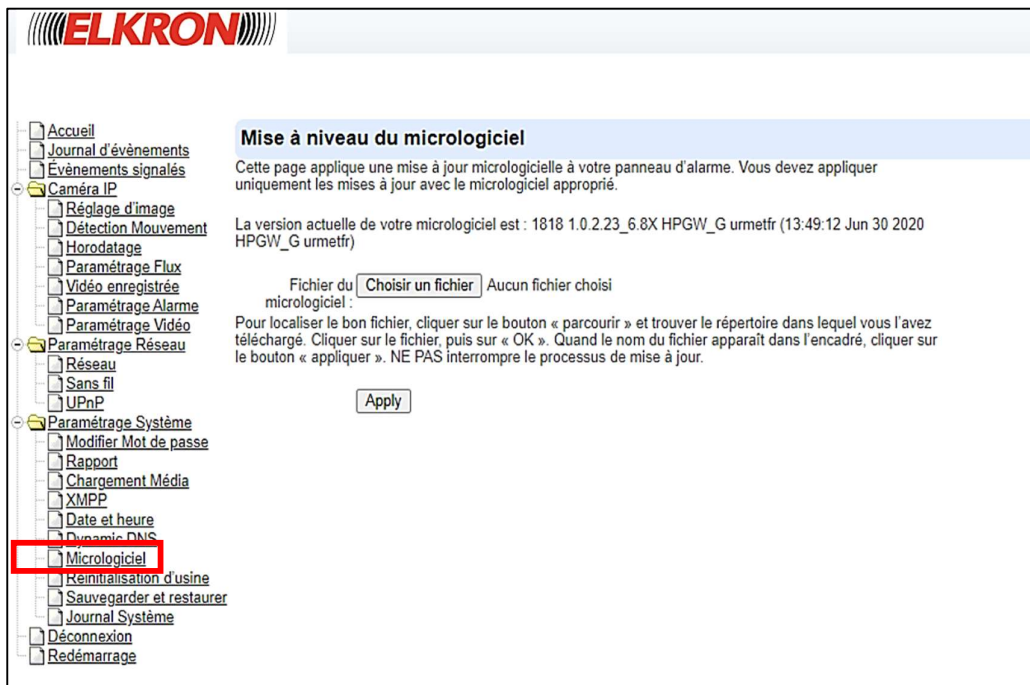 ELKRON
Accueil
Journal d'évènements
Évènements signalés
Caméra IP
Réglage d'image
Détection Mouvement
Horodatage
Paramétrage Flux
Vidéo enregistrée
Paramétrage Alarme
Paramétrage Vidéo
Paramétrage Réseau
Réseau
Sans fil
UPnP
Paramétrage Système
Modifier Mot de passe
Rapport
Chargement Média
XMPP
Date et heure
Dynamic DNS
Micrologiciel
Réinitialisation d'usine
Sauvegarder et restaurer
Journal Système
Déconnexion
Redémarrage
Mise à niveau du micrologiciel
Cette page applique une mise à jour micrologicielle à votre panneau d'alarme. Vous devez appliquer
uniquement les mises à jour avec le micrologiciel approprié.
La version actuelle de votre micrologiciel est : 1818 1.0.2.23_6.8X HPGW_G urmetfr (13:49:12 Jun 30 2020
HPGW_G urmetfr)
Fichier du Choisir un fichier Aucun fichier choisi
micrologiciel :
Pour localiser le bon fichier, cliquer sur le bouton « parcourir » et trouver le répertoire dans lequel vous l'avez
téléchargé. Cliquer sur le fichier, puis sur « OK ». Quand le nom du fichier apparaît dans l'encadré, cliquer sur
le bouton « appliquer ». NE PAS interrompre le processus de mise à jour.
Apply